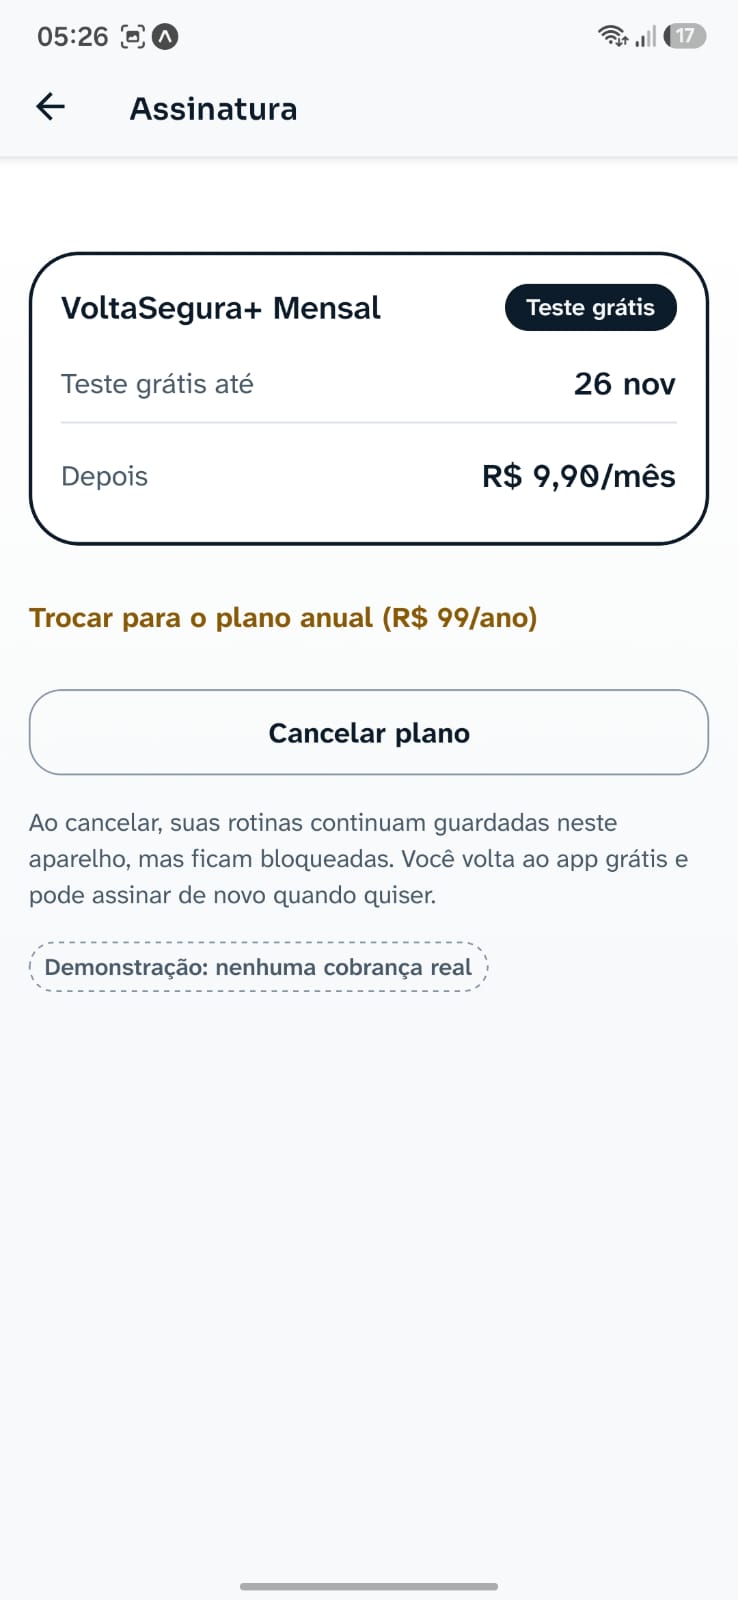 05:26
17
Assinatura
VoltaSegura+ Mensal
Teste grátis
Teste grátis até
26 nov
Depois
R$ 9,90/mês
Trocar para o plano anual (R$ 99/ano)
Cancelar plano
Ao cancelar, suas rotinas continuam guardadas neste
aparelho, mas ficam bloqueadas. Você volta ao app grátis e
pode assinar de novo quando quiser.
Demonstração: nenhuma cobrança real